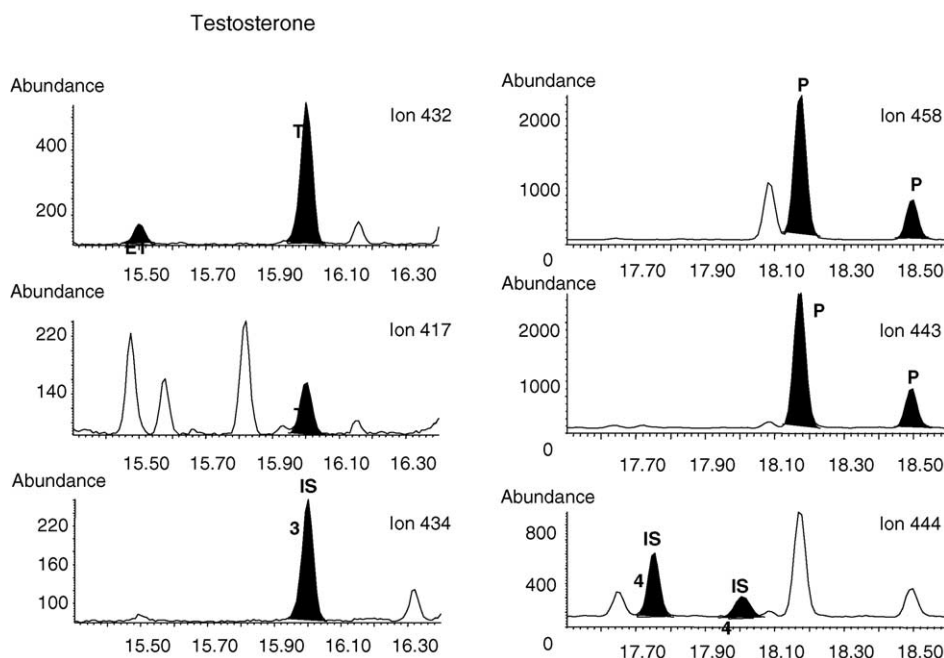 Testosterone
Abundance
Ion 432
400
200
T
ET
15.50 15.70 15.90 16.10 16.30
Abundance
Ion 417
220
140
15.50 15.70 15.90 16.10 16.30
Abundance
Ion 434
220
160
100
IS
3
15.50 15.70 15.90 16.10 16.30
Abundance
Ion 458
2000
1000
0
P
P
17.70 17.90 18.10 18.30 18.50
Abundance
Ion 443
2000
1000
0
P
P
17.70 17.90 18.10 18.30 18.50
Abundance
Ion 444
800
400
0
IS
4
IS
4
17.70 17.90 18.10 18.30 18.50